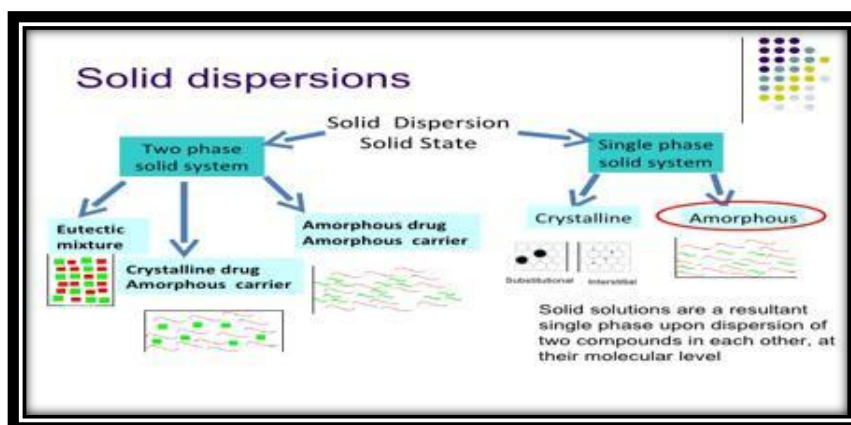 Solid dispersions
Solid Dispersion
Solid State
Two phase
solid system
Single phase
solid system
Eutectic
mixture
Crystalline drug
Amorphous carrier
Amorphous drug
Amorphous carrier
Crystalline
Amorphous
Substitutional
Interstitial
Solid solutions are a resultant
single phase upon dispersion of
two compounds in each other, at
their molecular level